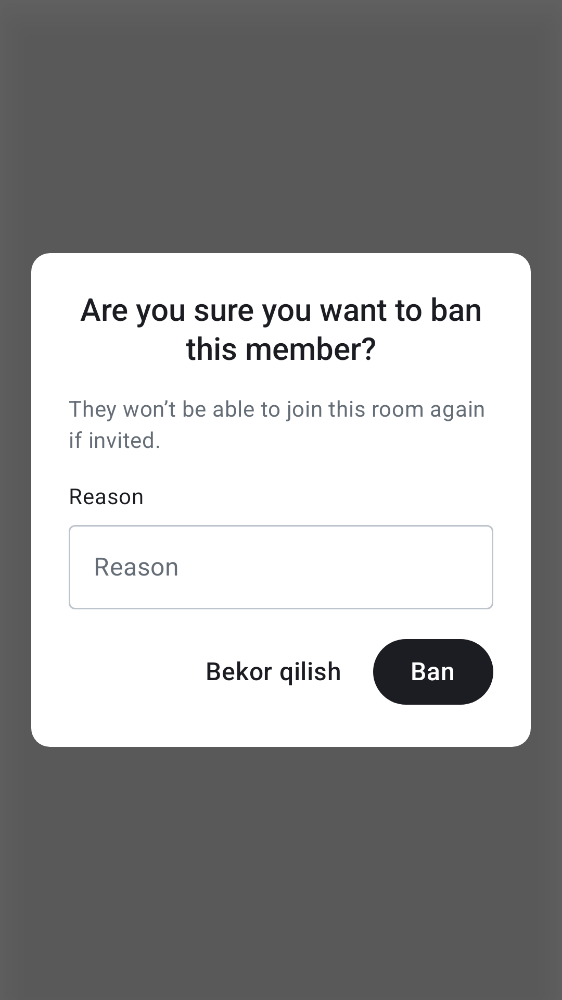 Are you sure you want to ban
this member?
They won’t be able to join this room again
if invited.
Reason
Reason
Bekor qilish
Ban